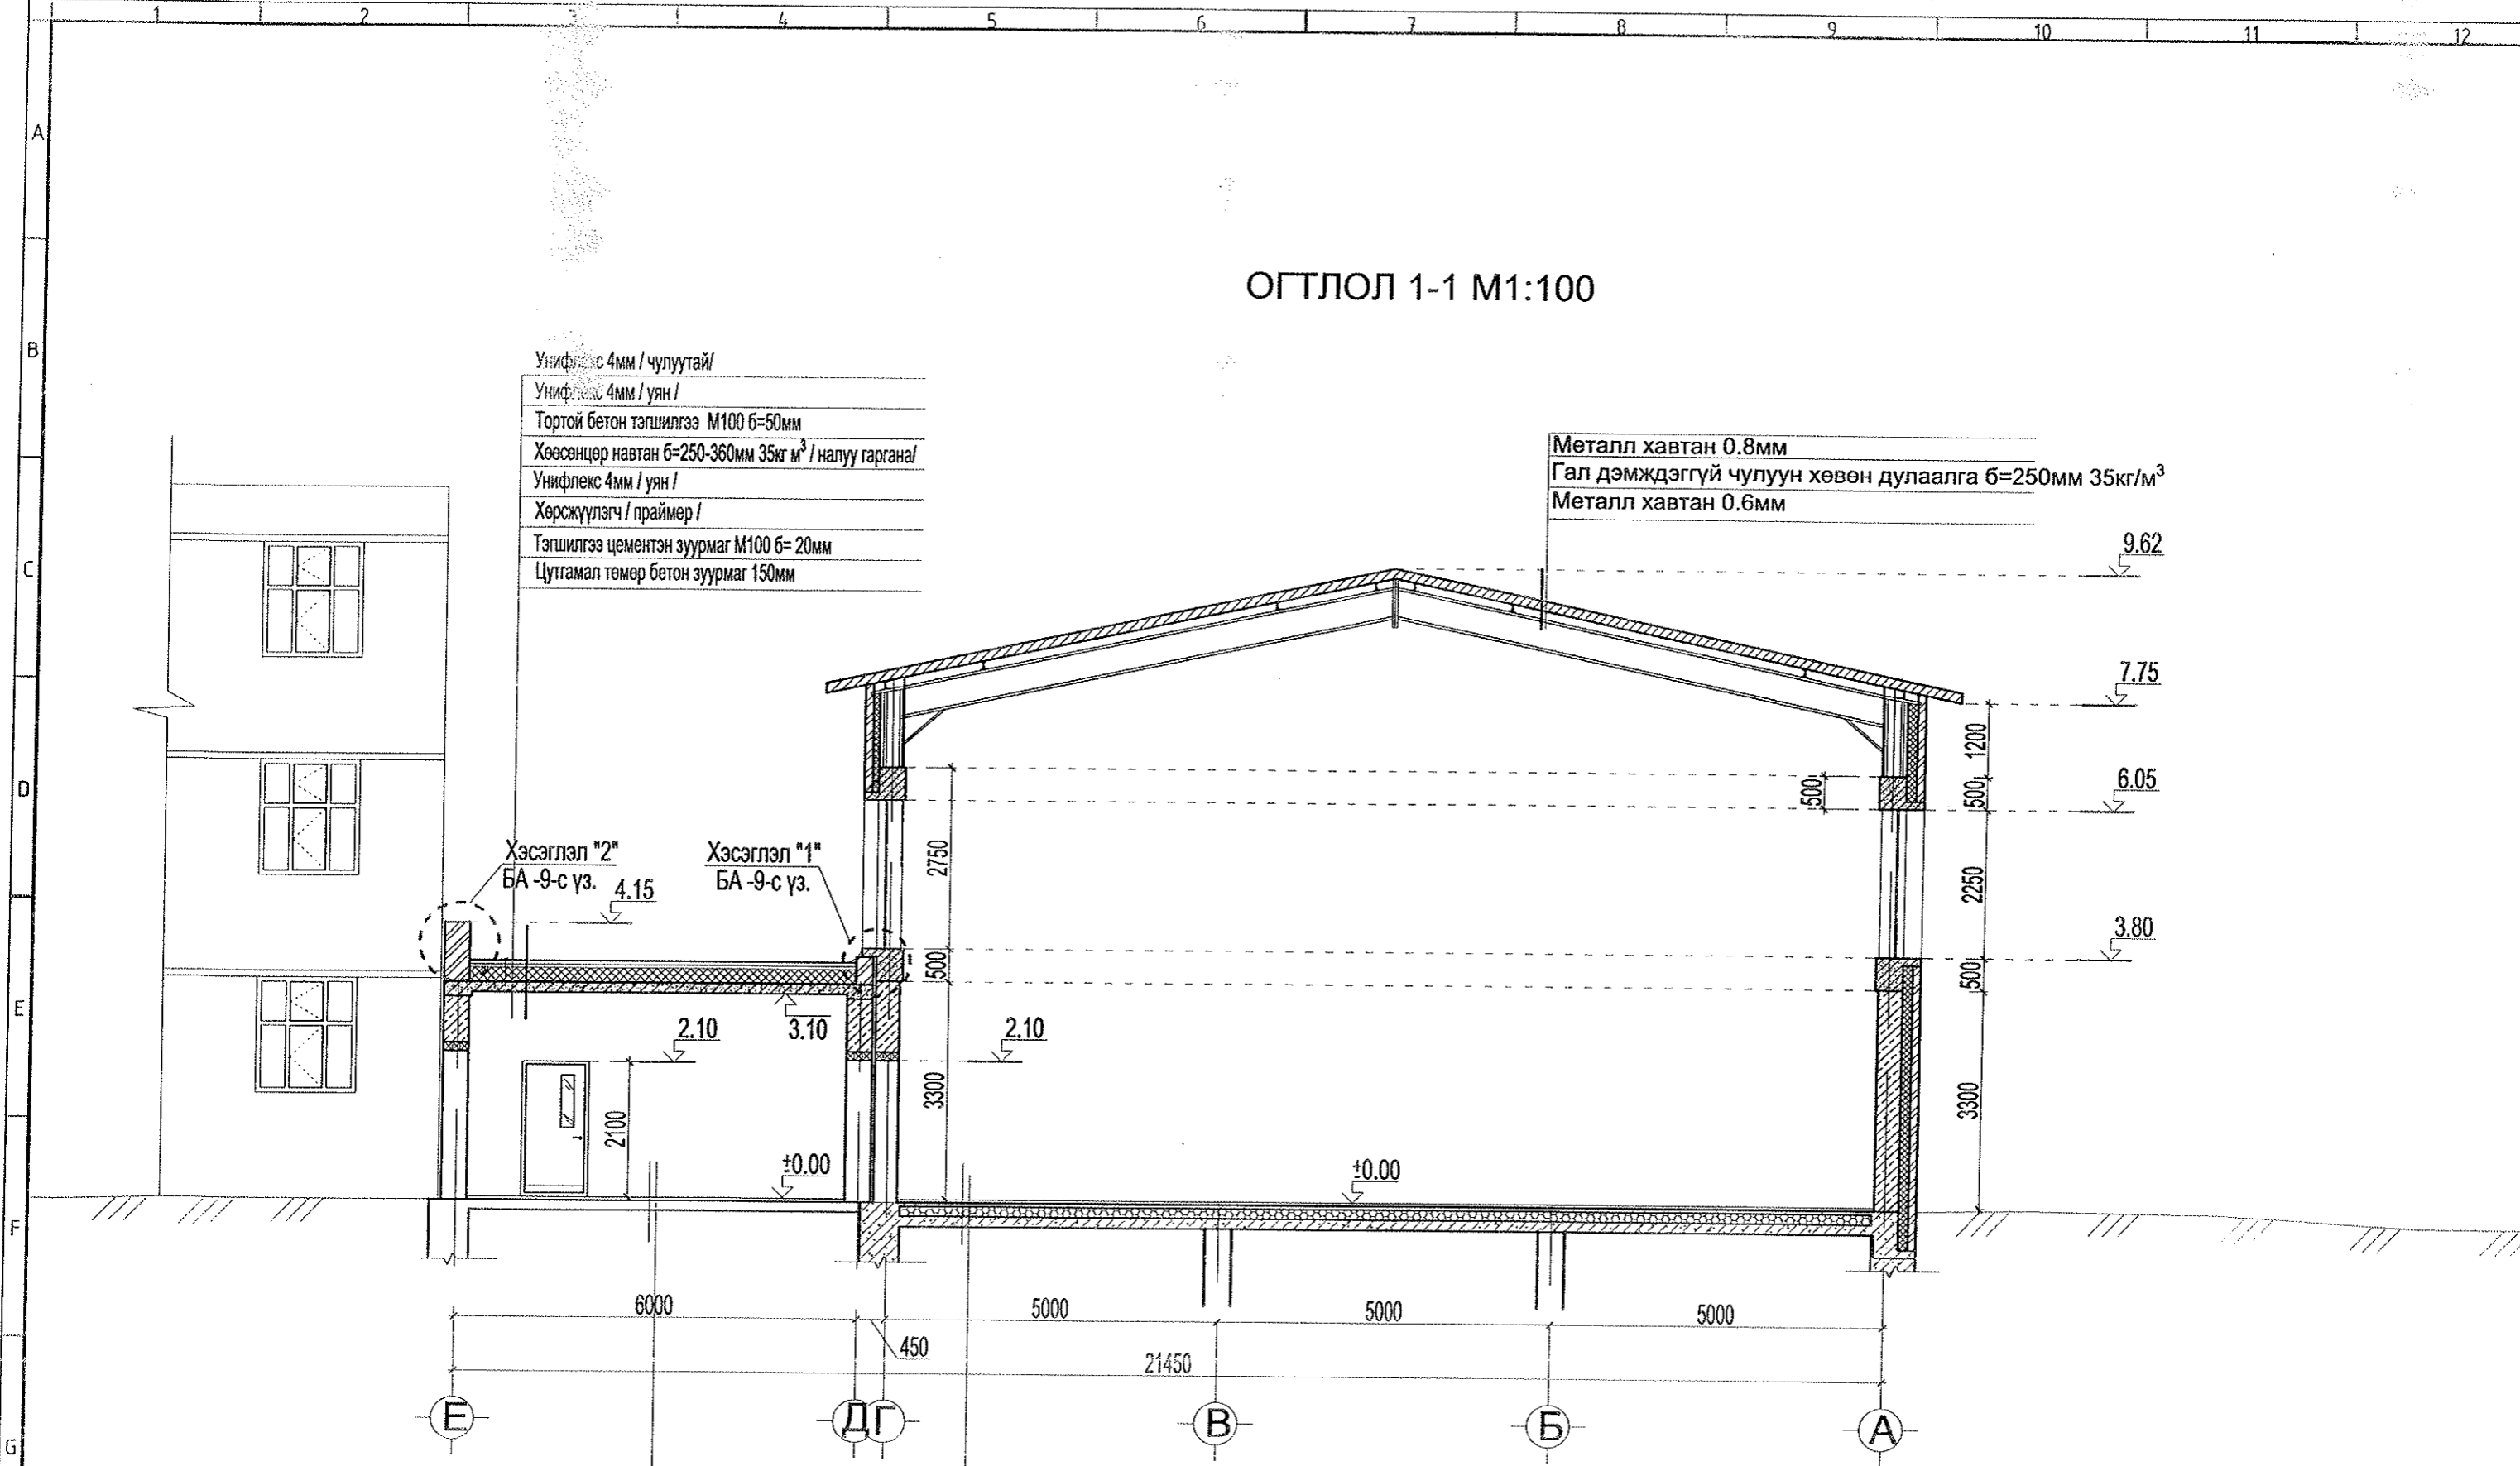 1 2 3 4 5 6 7 8 9 10 11 12
A
B
C
D
E
F
G
ОГТЛОЛ 1-1 М1:100
Унифлекс 4мм / чулуутай/
Унифлекс 4мм / уян /
Тортой бетон тэгшилгээ М100 б=50мм
Хөөсөнцөр навтан б=250-360мм 35кг м³ / налуу гаргана/
Унифлекс 4мм / уян /
Хөрсжүүлэгч / праймер /
Тэгшилгээ цементэн зуурмаг М100 б= 20мм
Цутгамал төмөр бетон зуурмаг 150мм
Металл хавтан 0.8мм
Гал дэмждэггүй чулуун хөвөн дулаалга б=250мм 35кг/м³
Металл хавтан 0.6мм
9.62
7.75
1200
500
500
6.05
2750
2250
Хэсэглэл "2"
БА -9-с үз.
Хэсэглэл "1"
БА -9-с үз.
4.15
3.80
500
500
3.10
2.10
2.10
2100
3300
3300
±0.00
±0.00
6000
450
5000
5000
5000
21450
Е
Д
Г
В
Б
А